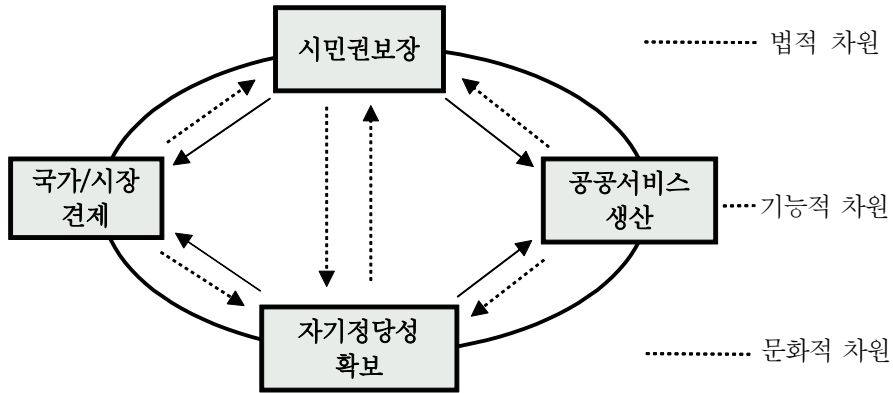 시민권보장
법적 차원
국가/시장
견제
공공서비스
생산
기능적 차원
자기정당성
확보
문화적 차원